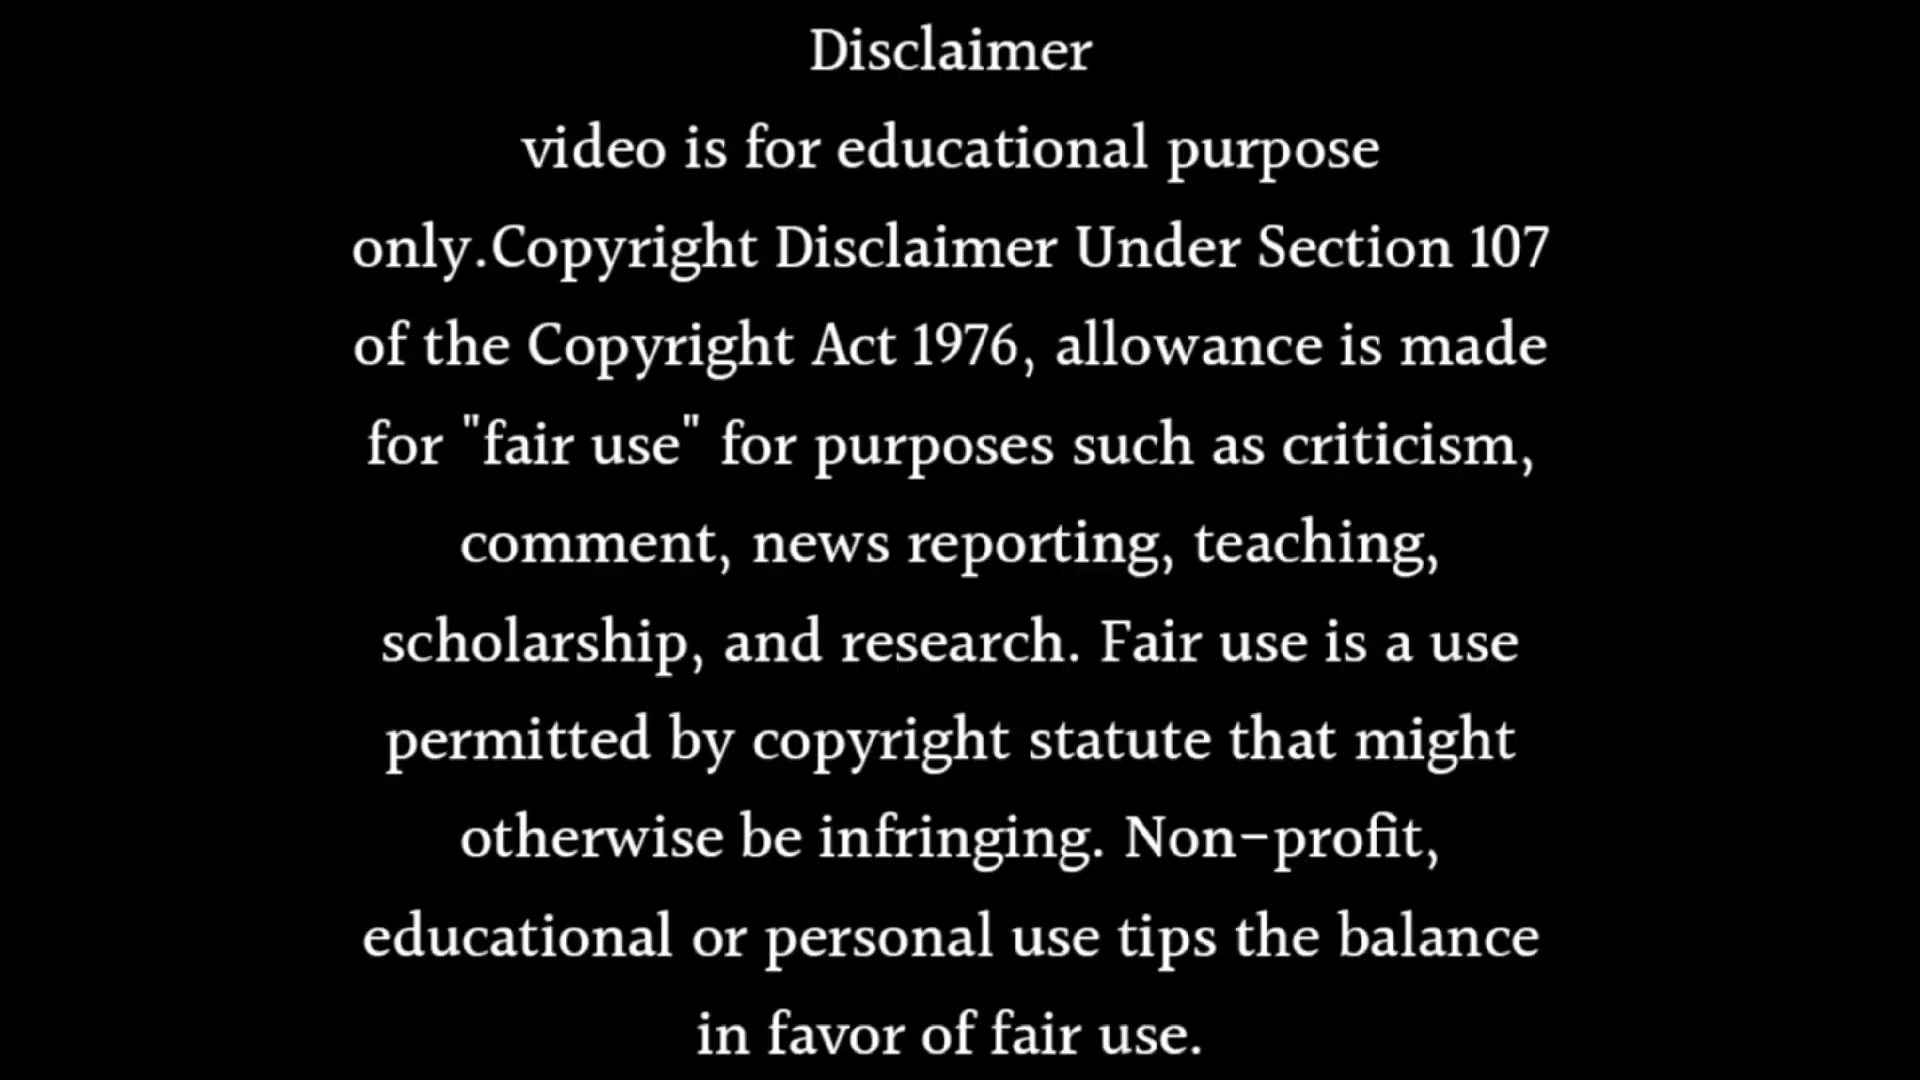 Disclaimer
video is for educational purpose
only.Copyright Disclaimer Under Section 107
of the Copyright Act 1976, allowance is made
for "fair use" for purposes such as criticism,
comment, news reporting, teaching,
scholarship, and research. Fair use is a use
permitted by copyright statute that might
otherwise be infringing. Non-profit,
educational or personal use tips the balance
in favor of fair use.